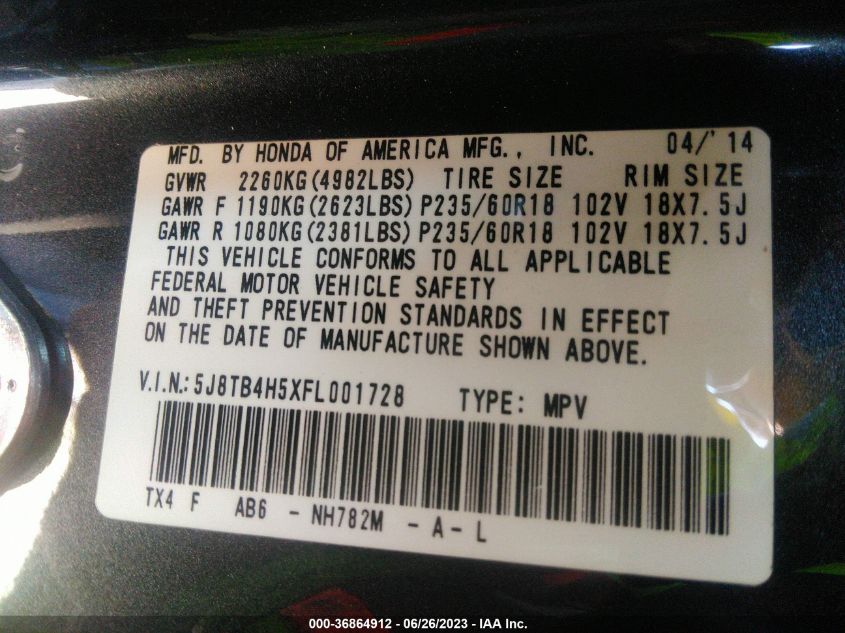 MFD. BY HONDA OF AMERICA MFG., INC. 04/'14
GVWR 2260KG(4982LBS) TIRE SIZE RIM SIZE
GAWR F 1190KG(2623LBS) P235/60R18 102V 18X7.5J
GAWR R 1080KG(2381LBS) P235/60R18 102V 18X7.5J
THIS VEHICLE CONFORMS TO ALL APPLICABLE
FEDERAL MOTOR VEHICLE SAFETY
AND THEFT PREVENTION STANDARDS IN EFFECT
ON THE DATE OF MANUFACTURE SHOWN ABOVE.
V.I.N.: 5J8TB4H5XFL001728 TYPE: MPV
TX4 F AB6 - NH782M - A - L
000-36864912 - 06/26/2023 - IAA Inc.